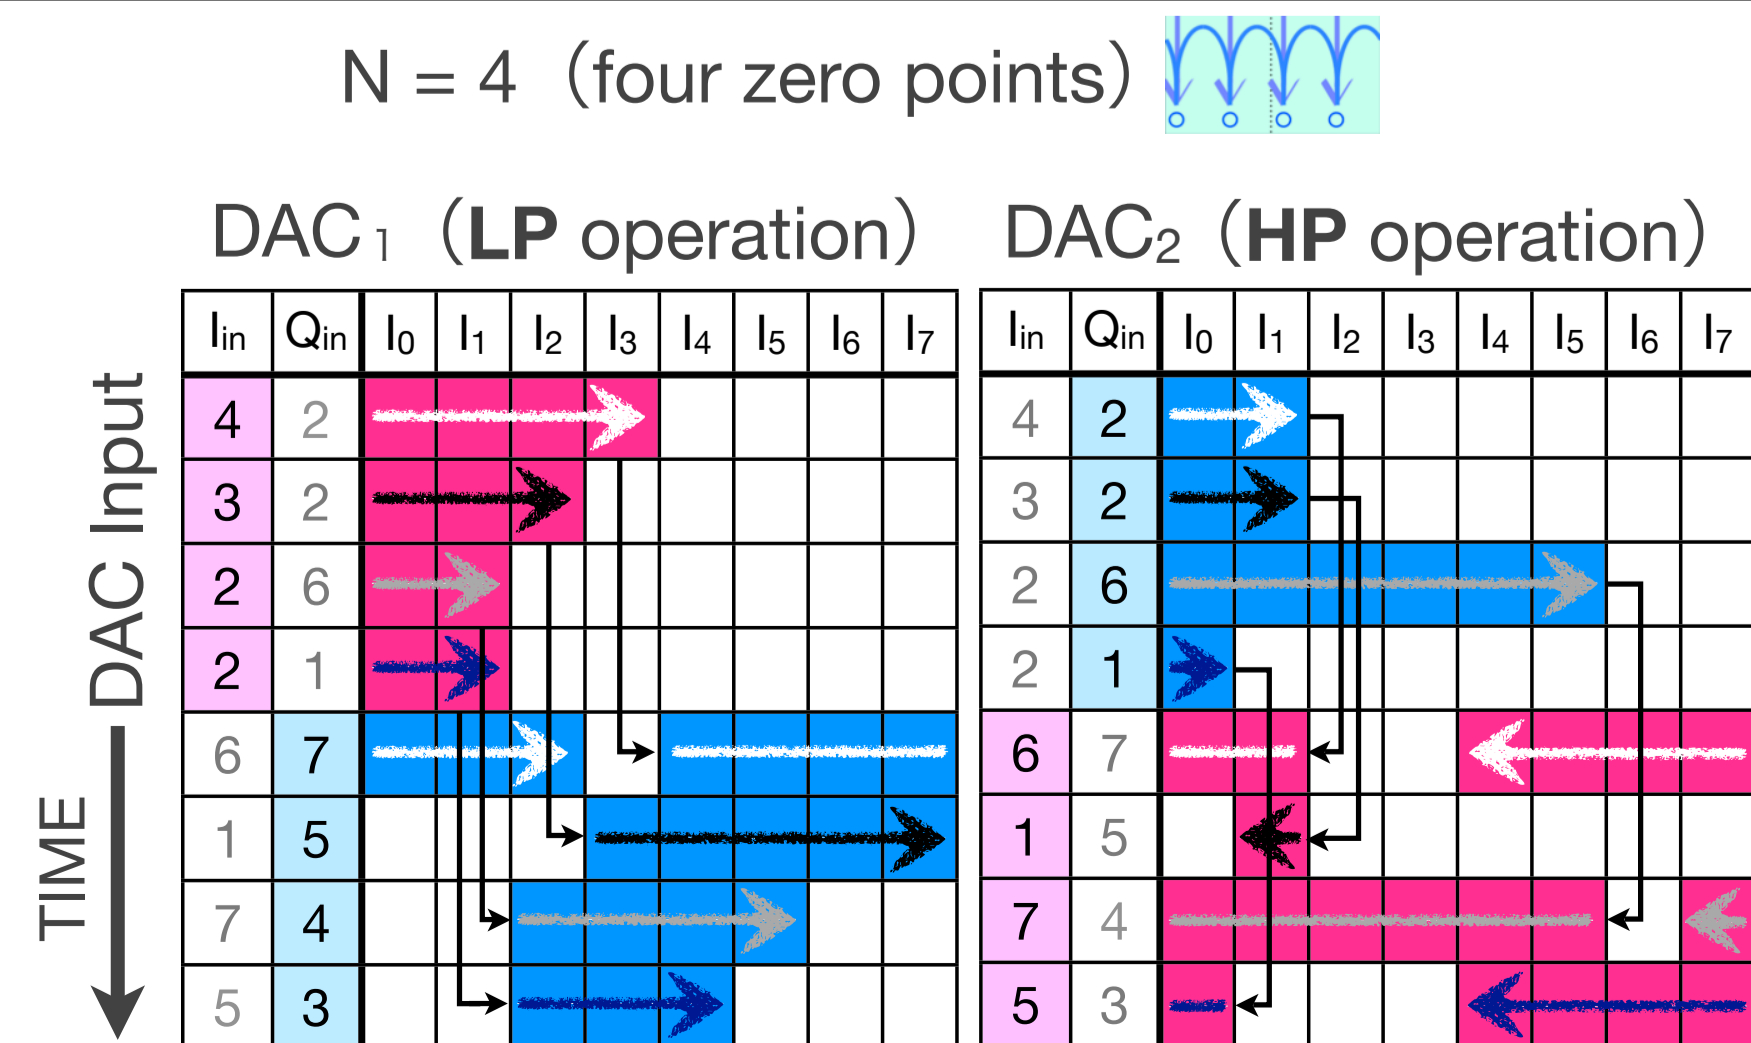 N = 4（four zero points）
DAC₁（LP operation）
DAC₂（HP operation）
DAC Input
TIME
Iin Qin I0 I1 I2 I3 I4 I5 I6 I7
4 2
3 2
2 6
2 1
6 7
1 5
7 4
5 3
Iin Qin I0 I1 I2 I3 I4 I5 I6 I7
4 2
3 2
2 6
2 1
6 7
1 5
7 4
5 3